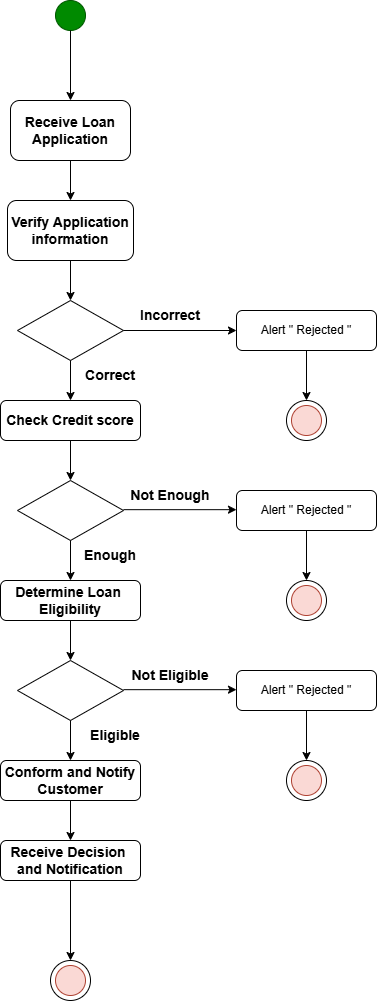 Receive Loan
Application
Verify Application
information
Incorrect
Alert " Rejected "
Correct
Check Credit score
Not Enough
Alert " Rejected "
Enough
Determine Loan
Eligibility
Not Eligible
Alert " Rejected "
Eligible
Conform and Notify
Customer
Receive Decision
and Notification